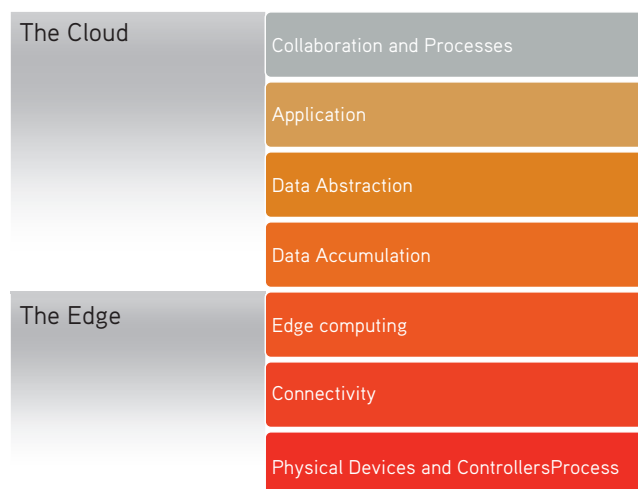 The Cloud
Collaboration and Processes
Application
Data Abstraction
Data Accumulation
The Edge
Edge computing
Connectivity
Physical Devices and ControllersProcess